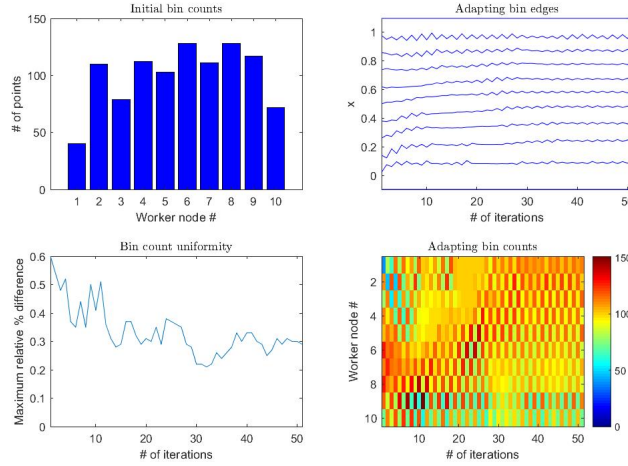 Initial bin counts
150
100
50
0
# of points
1 2 3 4 5 6 7 8 9 10
Worker node #
Adapting bin edges
1
0.8
0.6
0.4
0.2
0
x
10 20 30 40 50
# of iterations
Bin count uniformity
0.6
0.5
0.4
0.3
0.2
0.1
0
Maximum relative % difference
10 20 30 40 50
# of iterations
Adapting bin counts
2
4
6
8
10
Worker node #
10 20 30 40 50
# of iterations
150
100
50
0